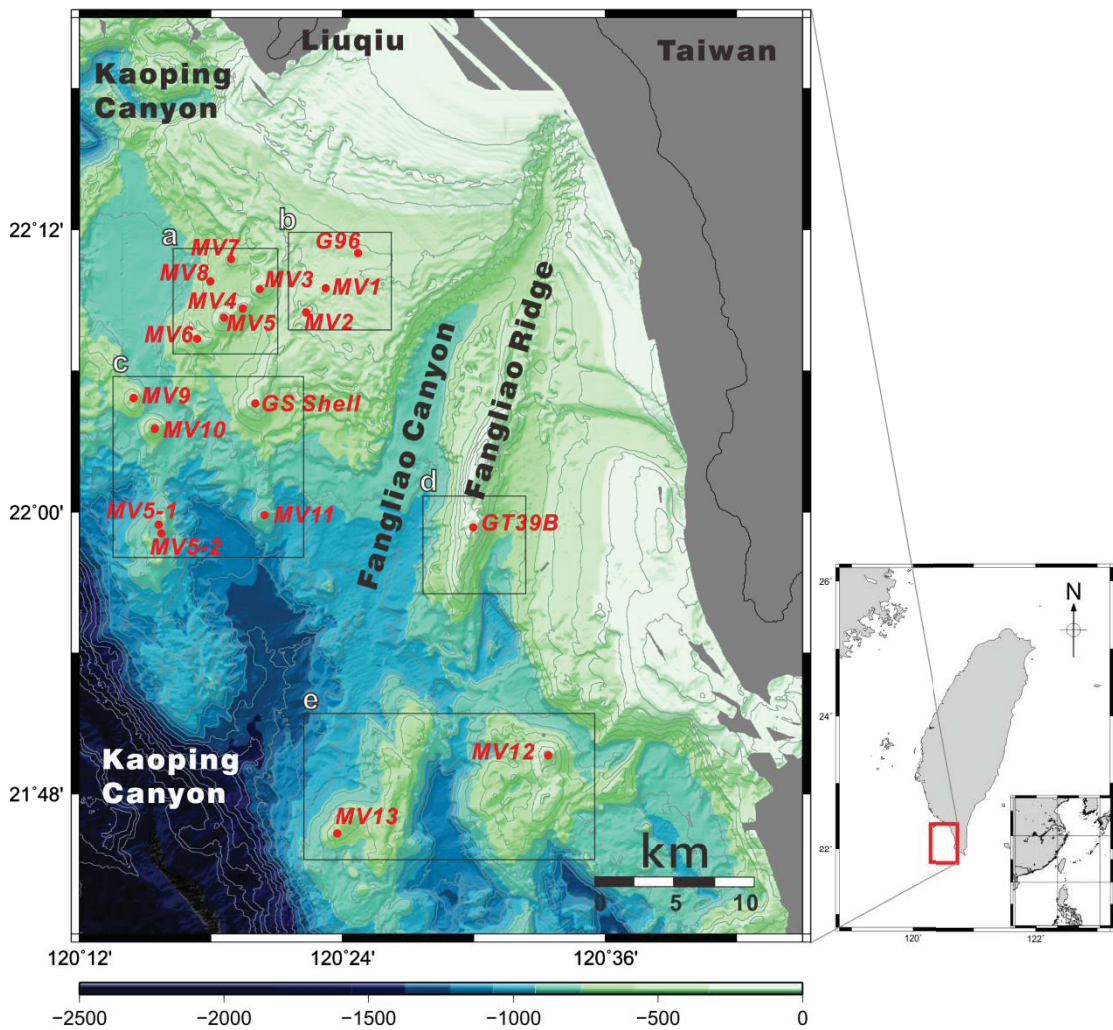 Liuqiu
Taiwan
Kaoping
Canyon
22°12'
a
b
MV7
G96
MV8
MV3
MV1
MV4
MV5
MV2
MV6
c
MV9
GS Shell
MV10
Fangliao Canyon
Fangliao Ridge
d
22°00'
MV5-1
MV11
GT39B
MV5-2
e
Kaoping
Canyon
MV12
21°48'
MV13
km
0 5 10
120°12' 120°24' 120°36'
−2500 −2000 −1500 −1000 −500 0
26°
N
24°
22°
120° 122°